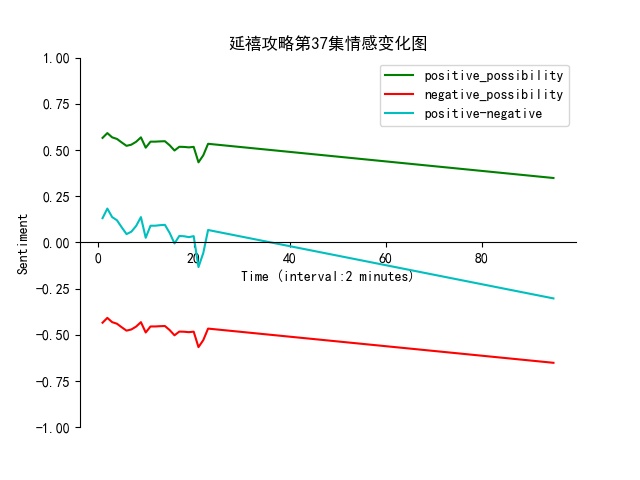 延禧攻略第37集情感变化图
positive_possibility
negative_possibility
positive-negative
1.00
0.75
0.50
0.25
0.00
−0.25
−0.50
−0.75
−1.00
Sentiment
0 20 40 60 80
Time (interval:2 minutes)